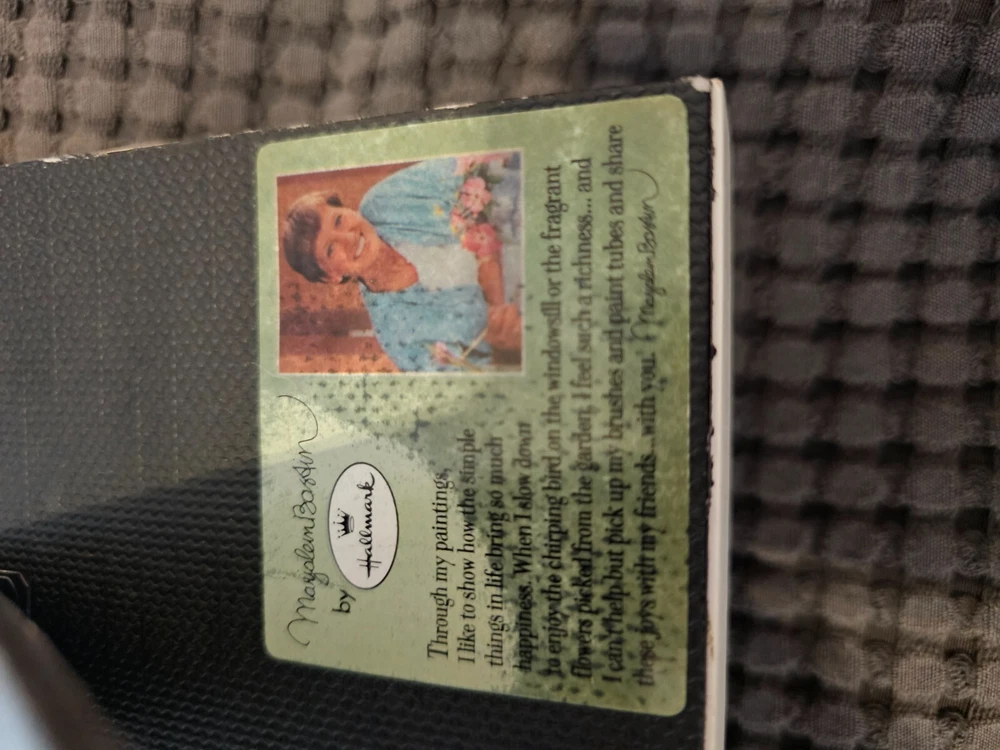 Marjolein Bastin
by Hallmark
Through my paintings,
I like to show how the simple
things in life bring so much
happiness. When I slow down
to enjoy the chirping bird on the windowsill or the fragrant
flowers picked from the garden, I feel such a richness... and
I can't help but pick up my brushes and paint tubes and share
these joys with my friends...with you. Marjolein Bastin